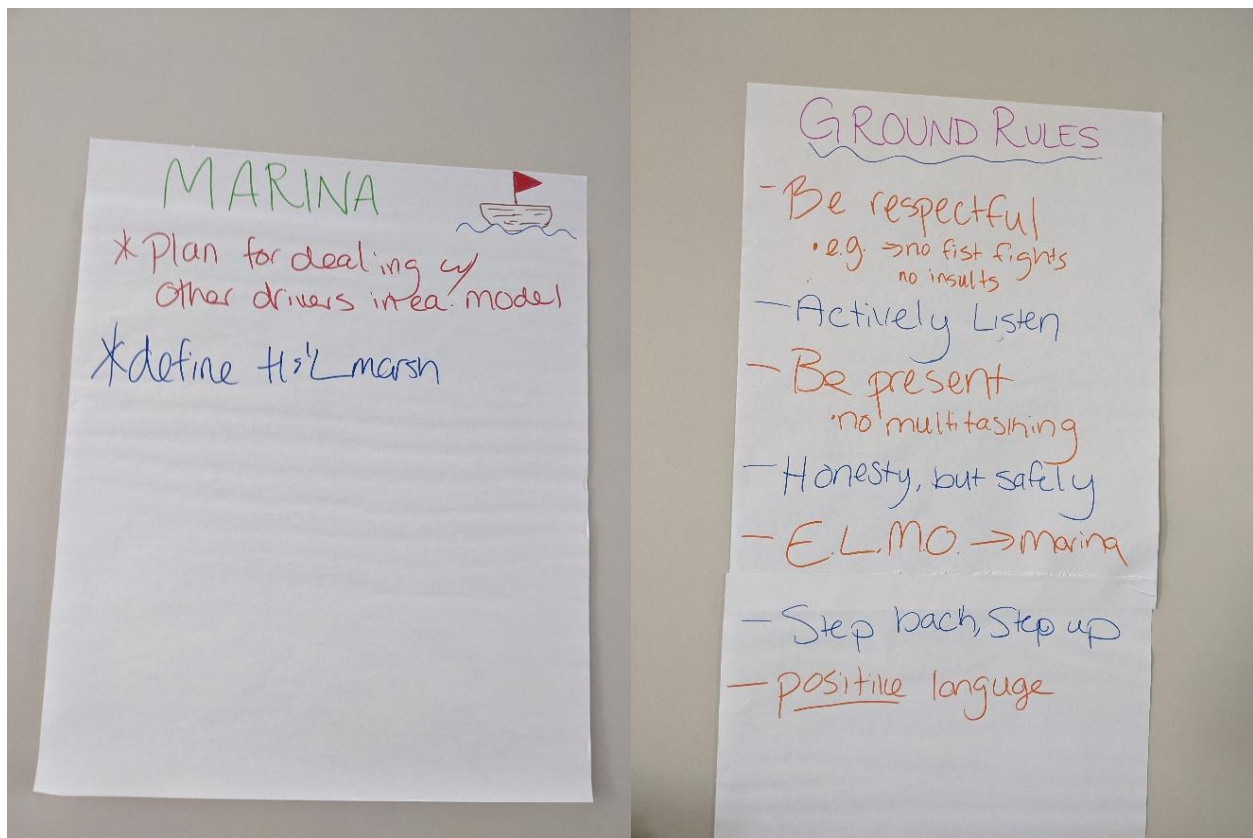 MARINA
* Plan for dealing w/
other drivers in ea. model
* define H & L marsh
GROUND RULES
- Be respectful
• e.g. → no fist fights
no insults
- Actively Listen
- Be present
• no multitasking
- Honesty, but safely
- E.L.M.O. → marina
- Step back, Step up
- positive languge